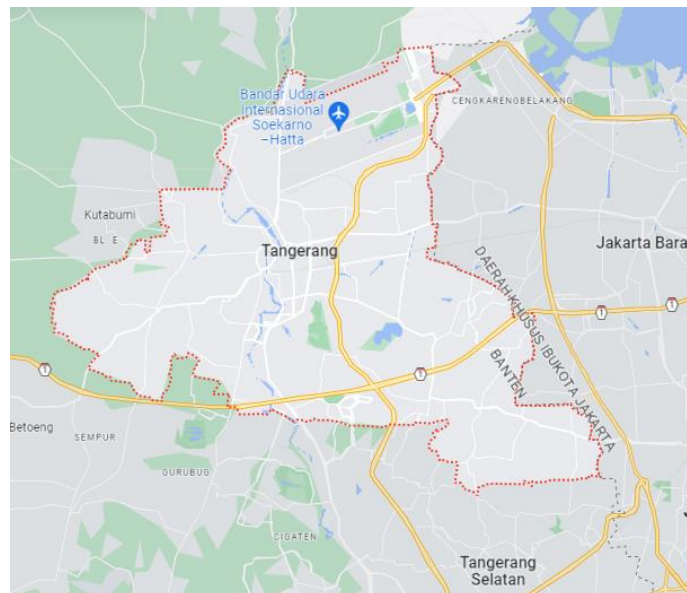 Bandar Udara
Internasional
Soekarno
–Hatta
CENGKARENGBELAKANG
Kutabumi
BL. E
Tangerang
Jakarta Bara
DAERAH KHUSUS IBUKOTA JAKARTA
BANTEN
1
1
1
1
Betoeng
SEMPUR
GURUBUG
CIGATEN
Tangerang
Selatan